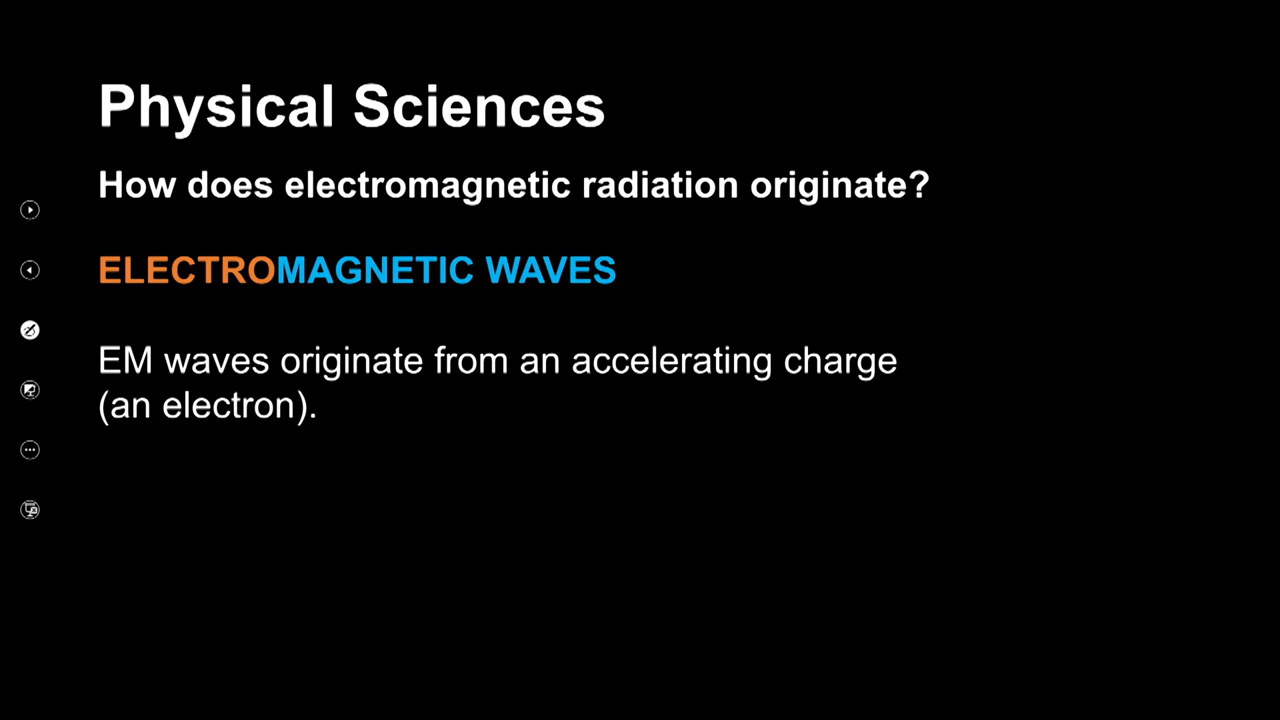 Physical Sciences
How does electromagnetic radiation originate?
ELECTROMAGNETIC WAVES
EM waves originate from an accelerating charge
(an electron).